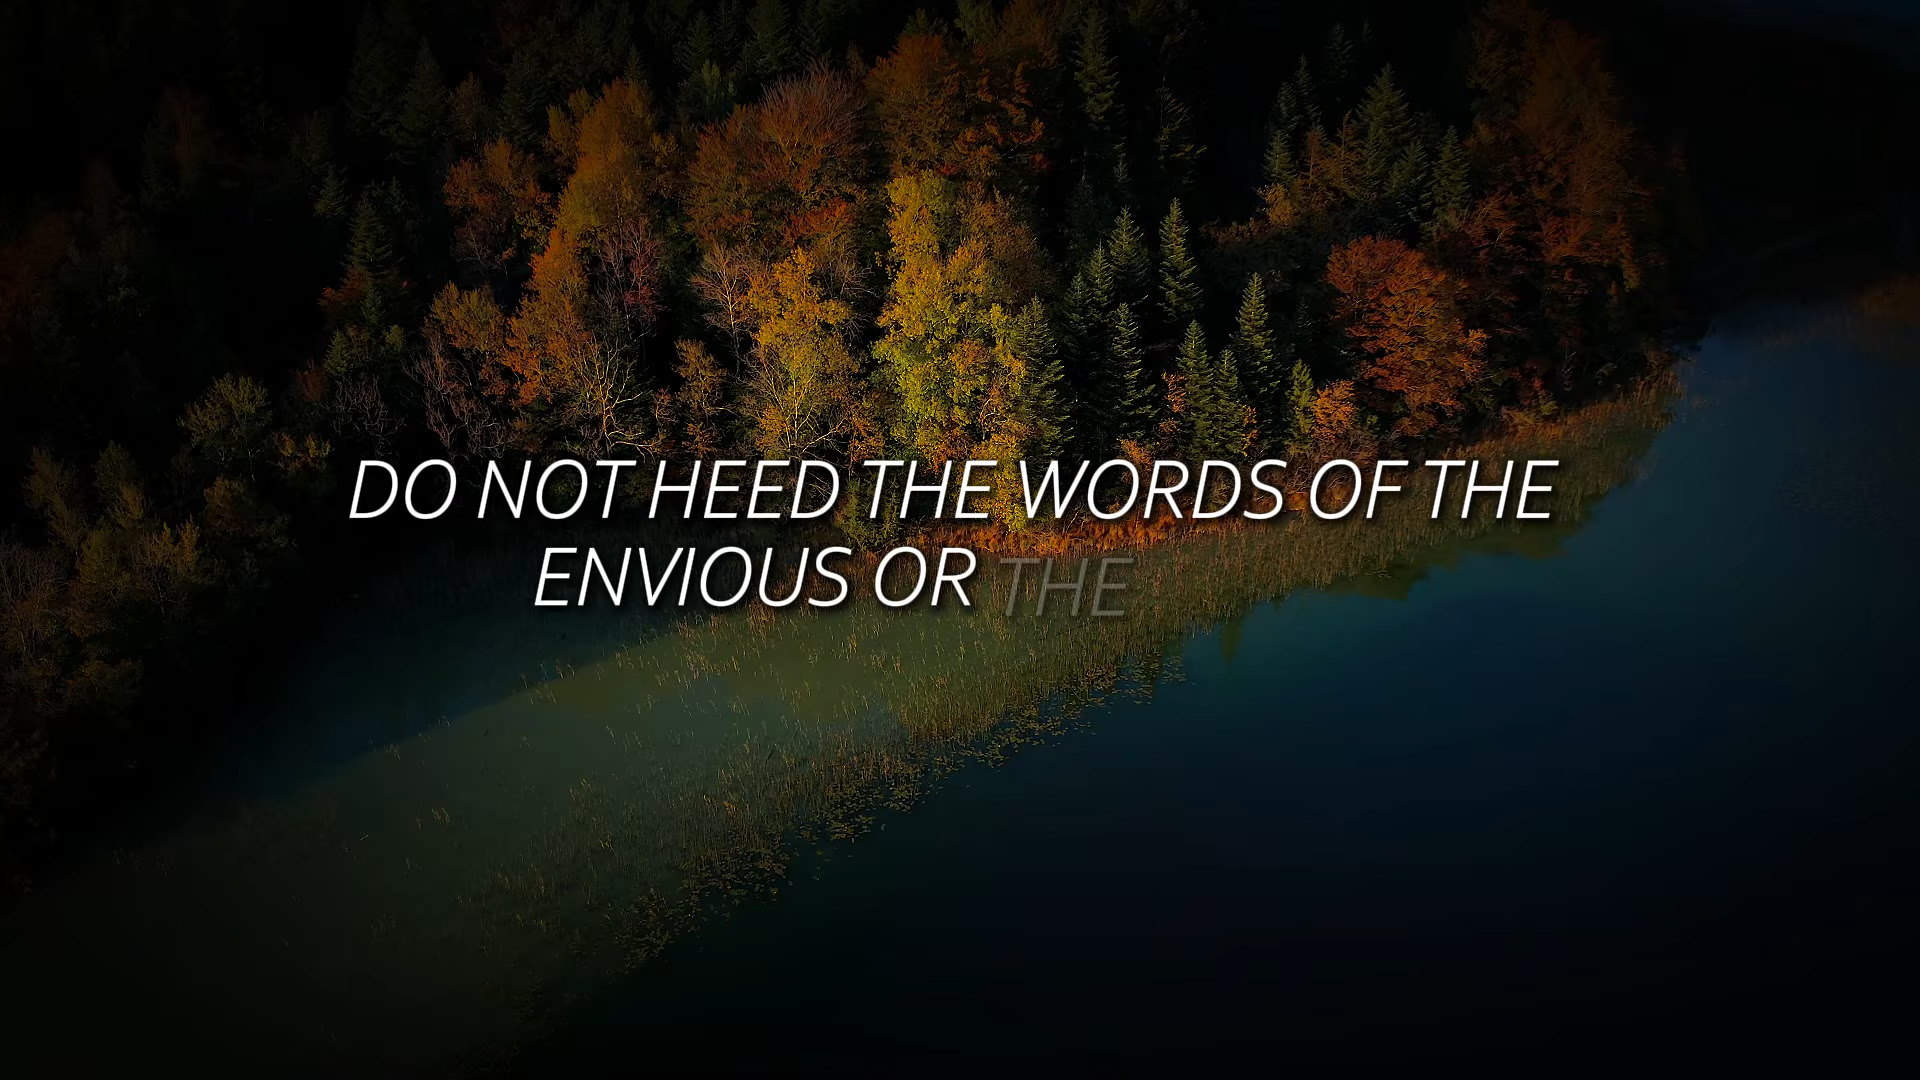 DO NOT HEED THE WORDS OF THE
ENVIOUS OR THE